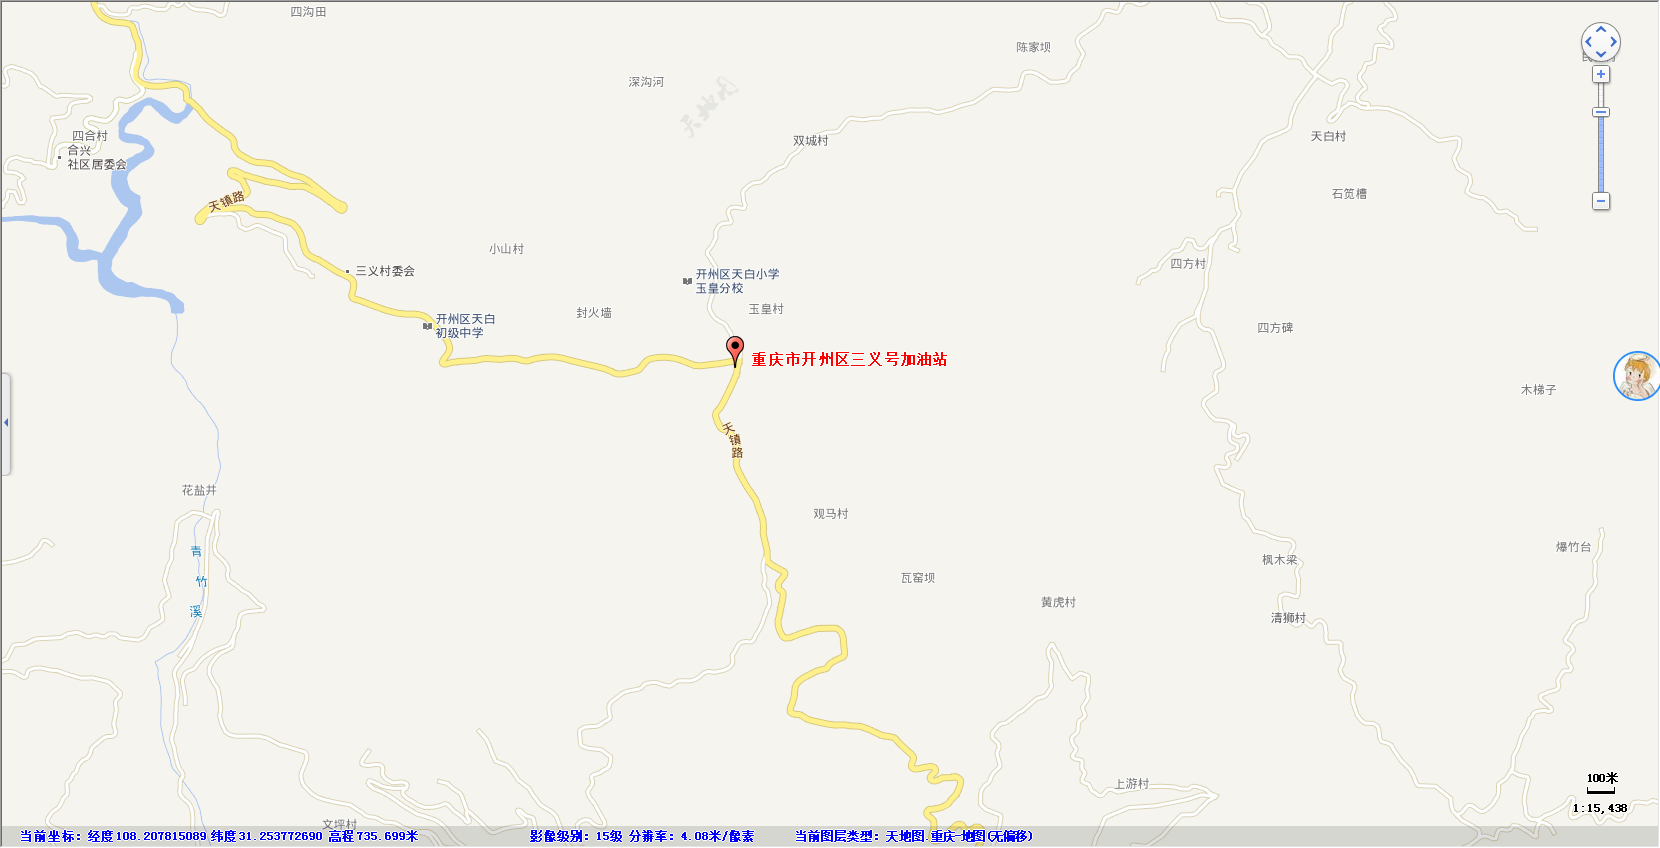 四沟田
陈家坝
深沟河
天地图
四合村
合兴
社区居委会
双城村
天白村
石笕槽
天镇路
小山村
三义村委会
开州区天白小学
玉皇分校
四方村
玉皇村
封火墙
开州区天白
初级中学
四方碑
重庆市开州区三义号加油站
木梯子
天镇路
花盐井
观马村
青竹溪
爆竹台
枫木梁
瓦窑坝
黄虎村
清狮村
上游村
100米
1:15,438
文坪村
当前坐标：经度108.207815089 纬度31.253772690 高程735.699米
影像级别：15级 分辨率：4.08米/像素
当前图层类型：天地图.重庆-地图(无偏移)